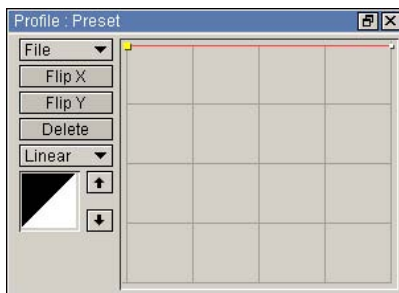 Profile : Preset
File
Flip X
Flip Y
Delete
Linear